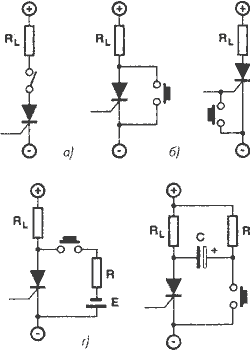 + + +
R_L R_L R_L
- - -
а) б)
+ +
R_L R_L R
C +
R
E
г)
- -